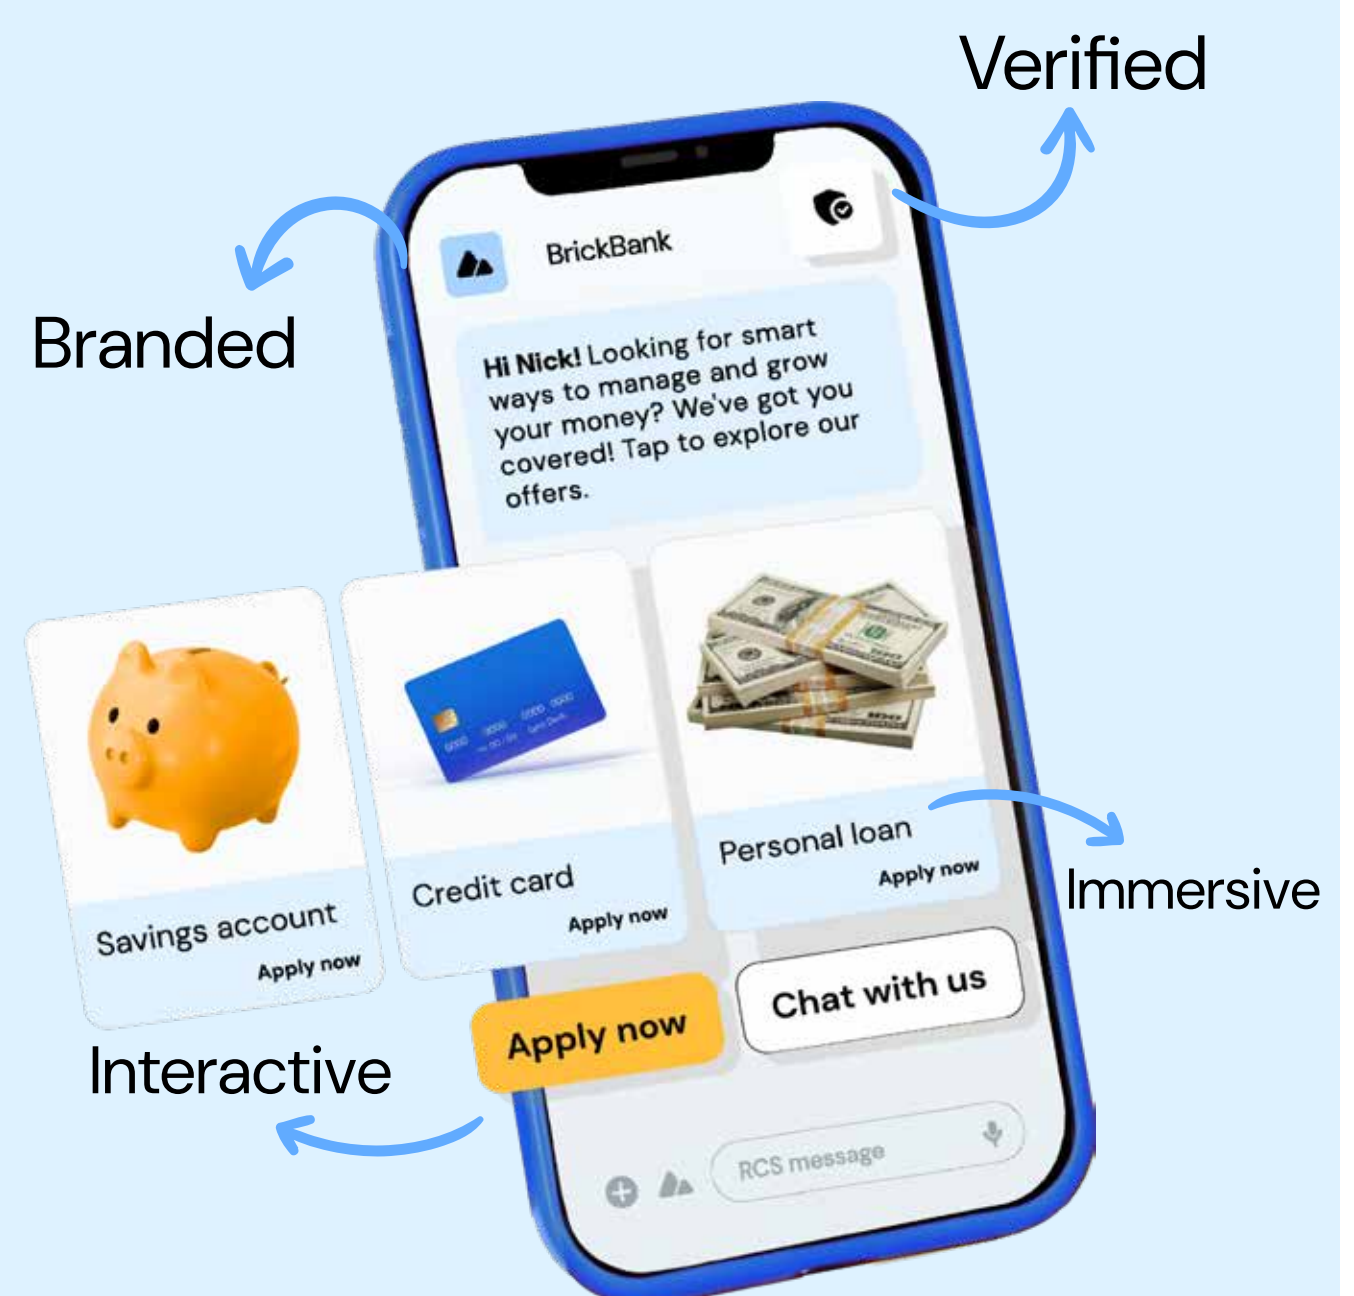 Verified
Branded
BrickBank
Hi Nick! Looking for smart
ways to manage and grow
your money? We've got you
covered! Tap to explore our
offers.
Savings account
Apply now
Credit card
Apply now
Personal loan
Apply now
Immersive
Interactive
Apply now
Chat with us
RCS message